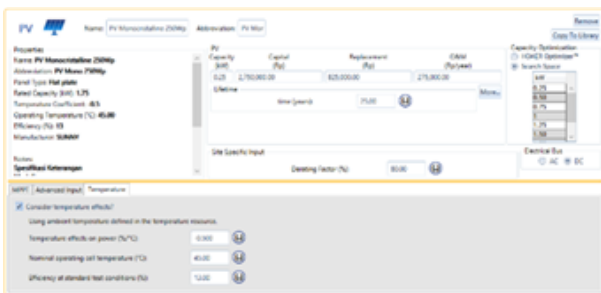 PV
Name: PV Monocrystalline 250Wp
Abbreviation: PV Mon
Remove
Copy To Library
Properties
Name: PV Monocrystalline 250Wp
Abbreviation: PV Mono
Panel Type: Flat plate
Rated Capacity (kW): 1.75
Temperature Coefficient: -0.5
Operating Temperature (°C): 45.00
Efficiency (%): 13
Manufacturer: SUNNY
Notes:
Spesifikasi Keterangan
PV
Capacity (kW)
Capital (Rp)
Replacement (Rp)
O&M (Rp/year)
0.25
2,750,000.00
825,000.00
275,000.00
Lifetime
time (years):
25.00
More...
Site Specific Input
Derating Factor (%):
80.00
Capacity Optimization
HOMER Optimizer™
Search Space
kW
0.25
0.50
0.75
1
1.25
1.50
Electrical Bus
AC
DC
MPPT
Advanced Input
Temperature
Consider temperature effects?
Using ambient temperature defined in the temperature resource.
Temperature effects on power (%/°C):
-0.500
Nominal operating cell temperature (°C):
45.00
Efficiency at standard test conditions (%):
13.00